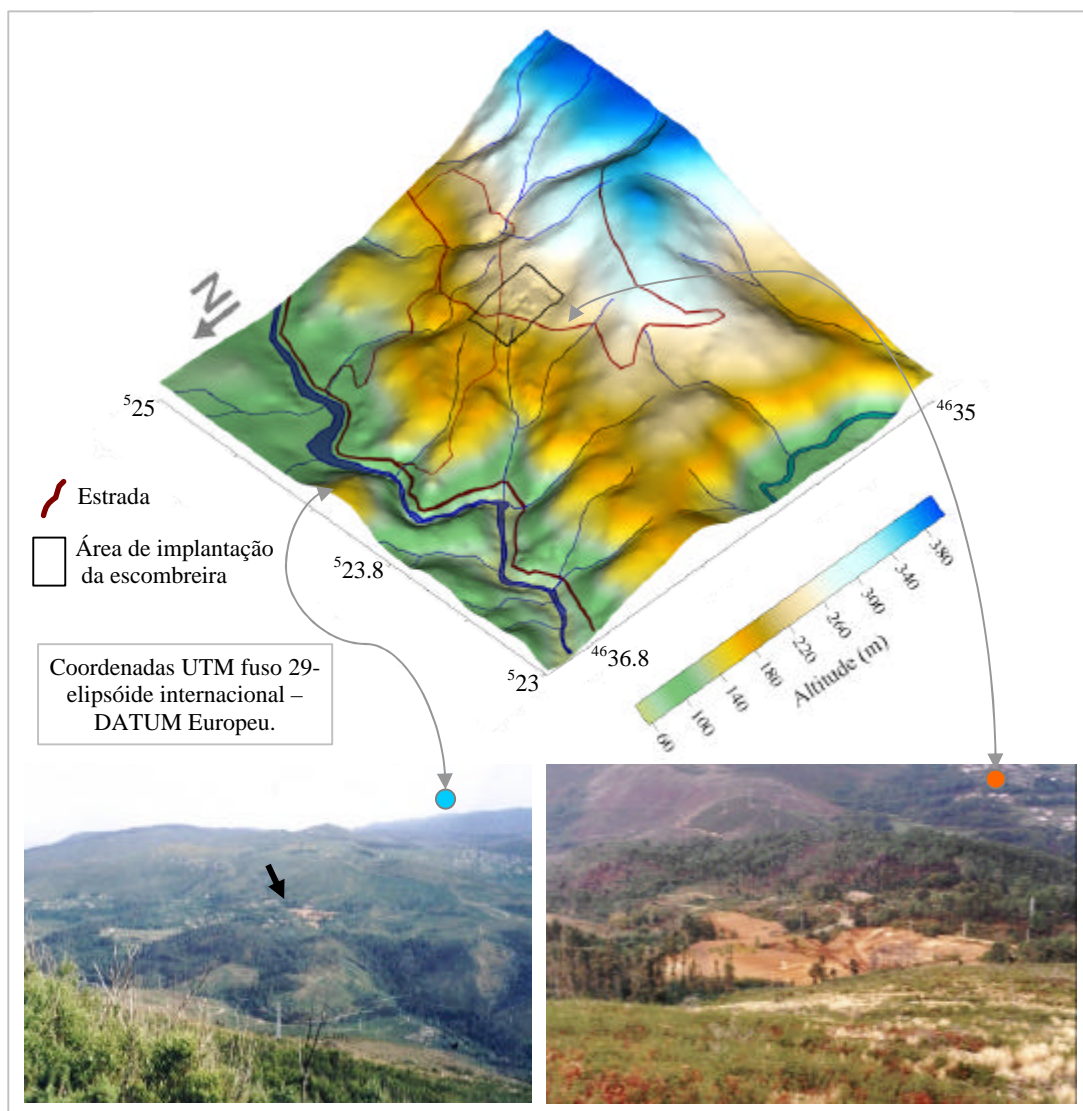 N
⁵25
⁴⁶35
Estrada
Área de implantação
da escombreira
⁵23.8
⁴⁶36.8
⁵23
380
340
300
260
220
180
140
100
60
Altitude (m)
Coordenadas UTM fuso 29-
elipsóide internacional –
DATUM Europeu.